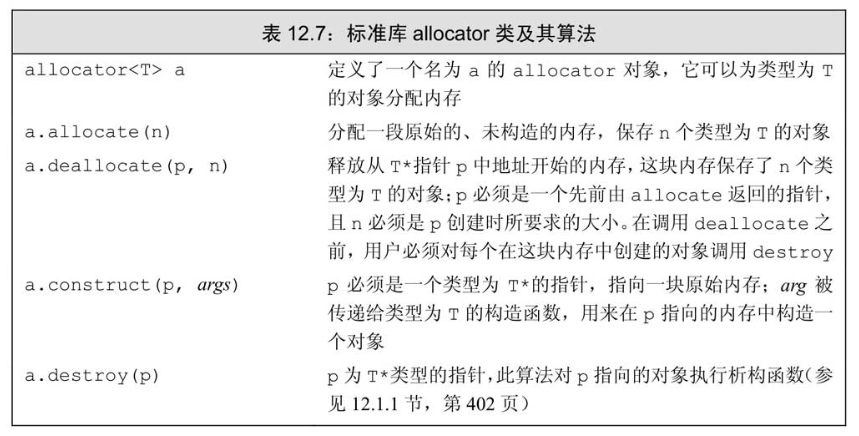 表 12.7：标准库 allocator 类及其算法
allocator<T> a 定义了一个名为 a 的 allocator 对象，它可以为类型为 T
的对象分配内存
a.allocate(n) 分配一段原始的、未构造的内存，保存 n 个类型为 T 的对象
a.deallocate(p, n) 释放从 T*指针 p 中地址开始的内存，这块内存保存了 n 个类
型为 T 的对象；p 必须是一个先前由 allocate 返回的指针，
且 n 必须是 p 创建时所要求的大小。在调用 deallocate 之
前，用户必须对每个在这块内存中创建的对象调用 destroy
a.construct(p, args) p 必须是一个类型为 T*的指针，指向一块原始内存；arg 被
传递给类型为 T 的构造函数，用来在 p 指向的内存中构造一
个对象
a.destroy(p) p 为 T*类型的指针，此算法对 p 指向的对象执行析构函数（参
见 12.1.1 节，第 402 页）